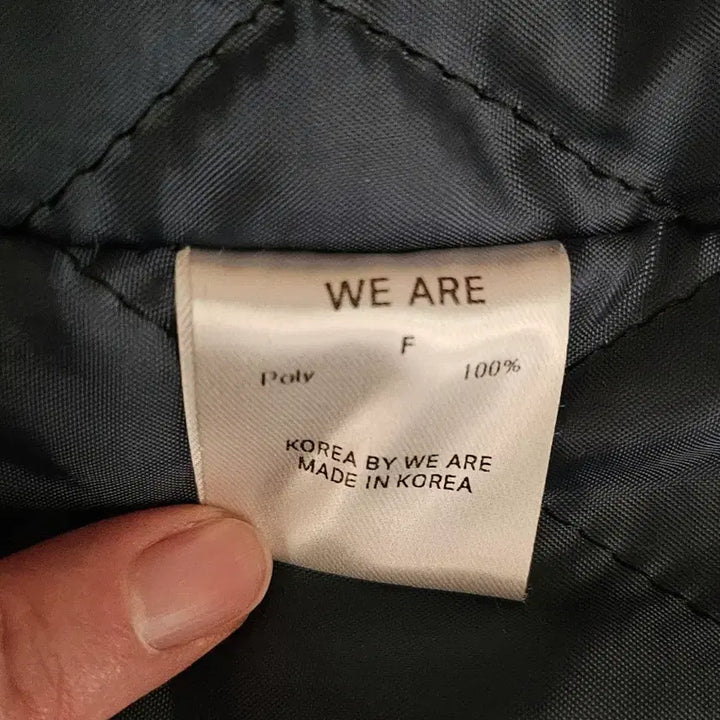 WE ARE
F
Poly 100%
KOREA BY WE ARE
MADE IN KOREA